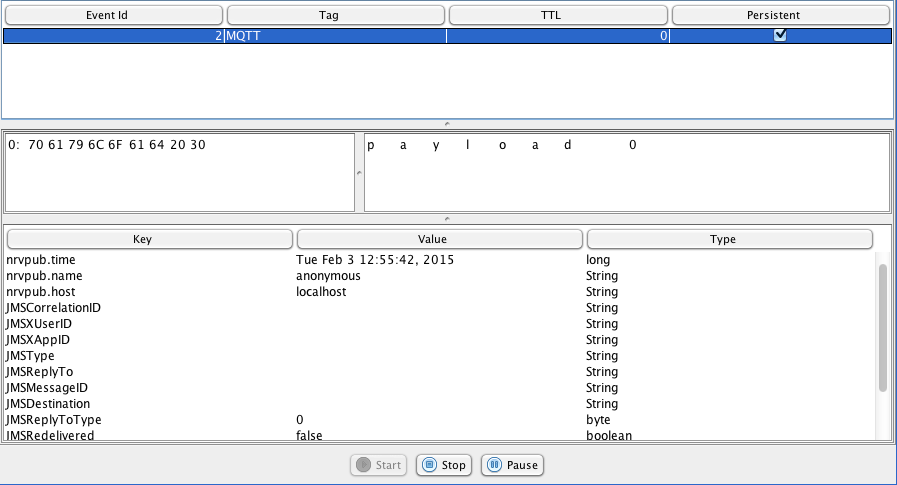 Event Id Tag TTL Persistent
2 MQTT 0
0: 70 61 79 6C 6F 61 64 20 30 p a y l o a d 0
Key Value Type
nrvpub.time Tue Feb 3 12:55:42, 2015 long
nrvpub.name anonymous String
nrvpub.host localhost String
JMSCorrelationID String
JMSXUserID String
JMSXAppID String
JMSType String
JMSReplyTo String
JMSMessageID String
JMSDestination String
JMSReplyToType 0 byte
JMSRedelivered false boolean
Start Stop Pause